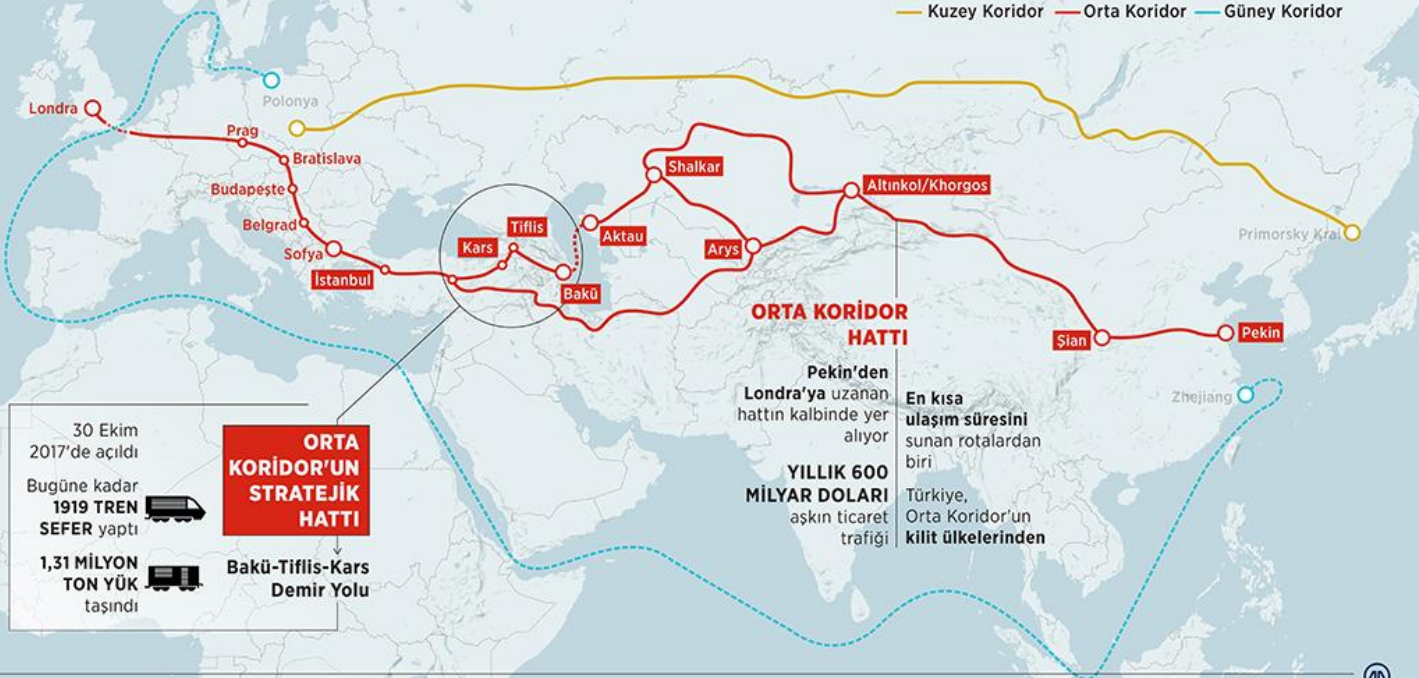 Kuzey Koridor
Orta Koridor
Güney Koridor
Londra
Polonya
Prag
Bratislava
Budapeşte
Belgrad
Sofya
İstanbul
Kars
Tiflis
Bakü
Aktau
Shalkar
Arys
Altınkol/Khorgos
Primorsky Krai
Şian
Pekin
Zhejiang
ORTA KORİDOR
HATTI
Pekin'den
Londra'ya uzanan
hattın kalbinde yer
alıyor
YILLIK 600
MİLYAR DOLARI
aşkın ticaret
trafiği
En kısa
ulaşım süresini
sunan rotalardan
biri
Türkiye,
Orta Koridor'un
kilit ülkelerinden
30 Ekim
2017'de açıldı
Bugüne kadar
1919 TREN
SEFER yaptı
1,31 MİLYON
TON YÜK
taşındı
ORTA
KORİDOR'UN
STRATEJİK
HATTI
Bakü-Tiflis-Kars
Demir Yolu